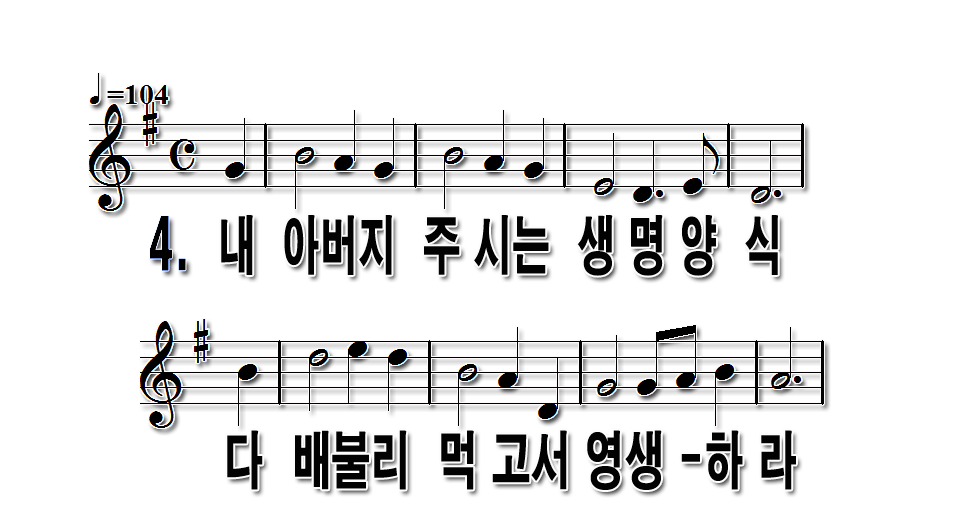 =104
4. 내 아버지 주 시는 생명양 식
다 배불리 먹 고서 영생 -하 라